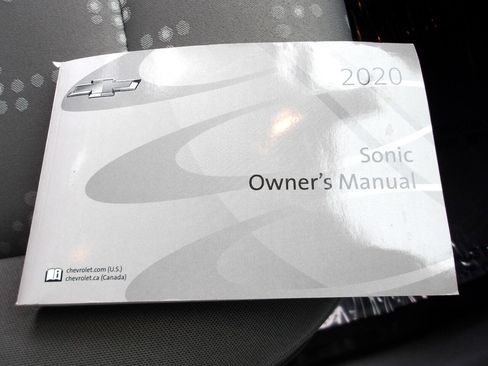 2020
Sonic
Owner's Manual
chevrolet.com (U.S.)
chevrolet.ca (Canada)